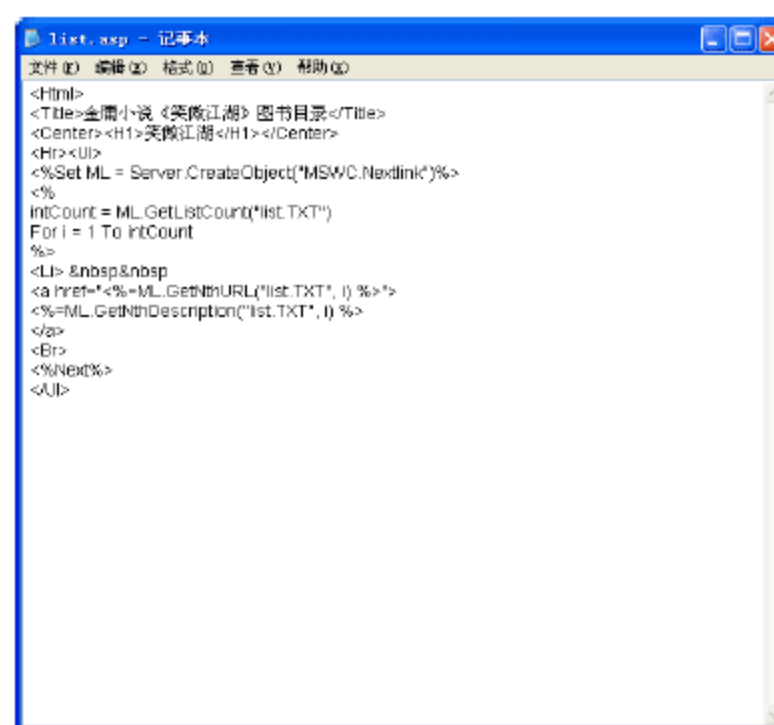 list.asp - 记事本
文件(F) 编辑(E) 格式(O) 查看(V) 帮助(H)
<Html>
<Title>金庸小说《笑傲江湖》图书目录</Title>
<Center><H1>笑傲江湖</H1></Center>
<Hr><Ul>
<%Set ML = Server.CreateObject("MSWC.Nextlink")%>
<%
intCount = ML.GetListCount("list.TXT")
For i = 1 To intCount
%>
<Li> &nbsp&nbsp
<a href="<%=ML.GetNthURL("list.TXT", i) %>">
<%=ML.GetNthDescription("list.TXT", i) %>
</a>
<Br>
<%Next%>
</Ul>